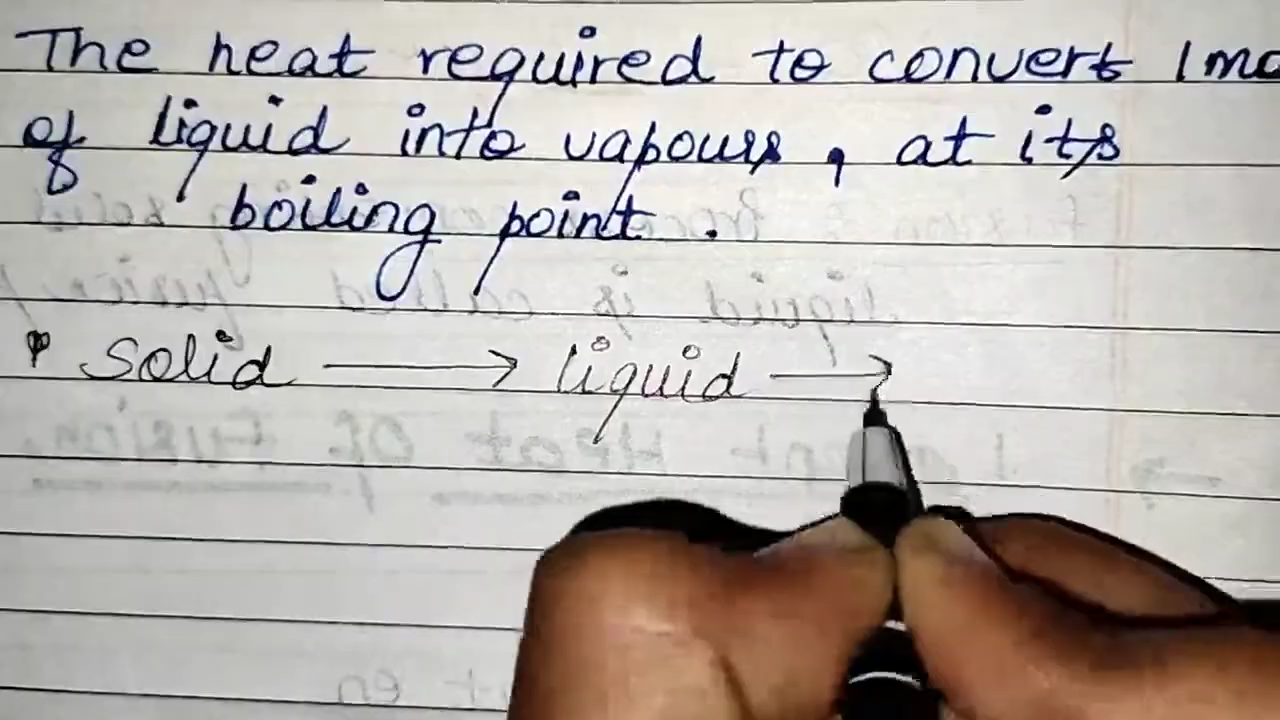 The heat required to convert 1 mo
of liquid into vapours, at its
boiling point.
Solid → liquid →